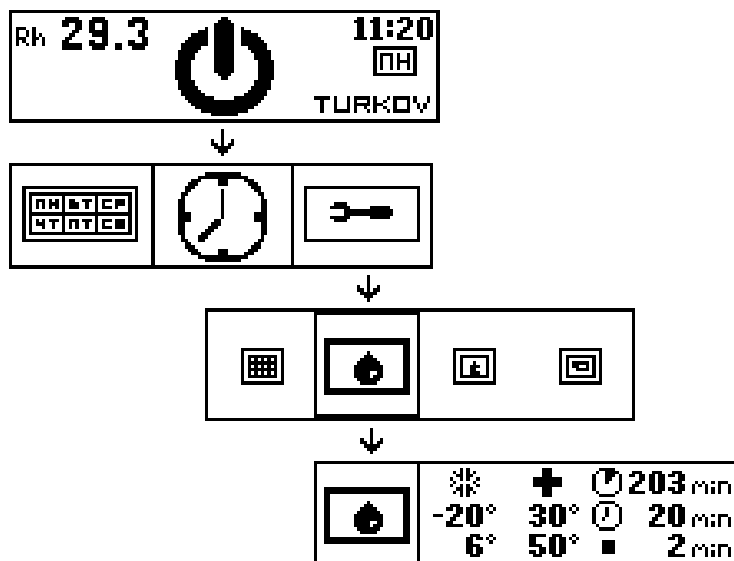 Rh 29.3 11:20
ПН
TURKOV
ПН ВТ СР
ЧТ ПТ СБ
203 min
-20° 30° 20 min
6° 50° 2 min